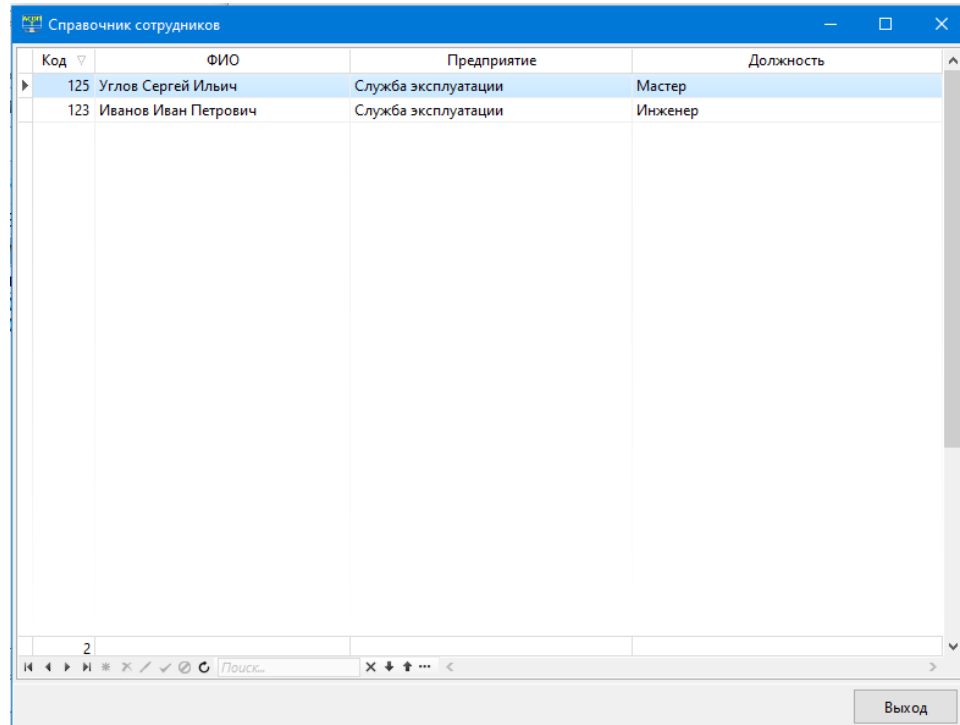 Справочник сотрудников
Код ФИО Предприятие Должность
125 Углов Сергей Ильич Служба эксплуатации Мастер
123 Иванов Иван Петрович Служба эксплуатации Инженер
2
Поиск...
Выход